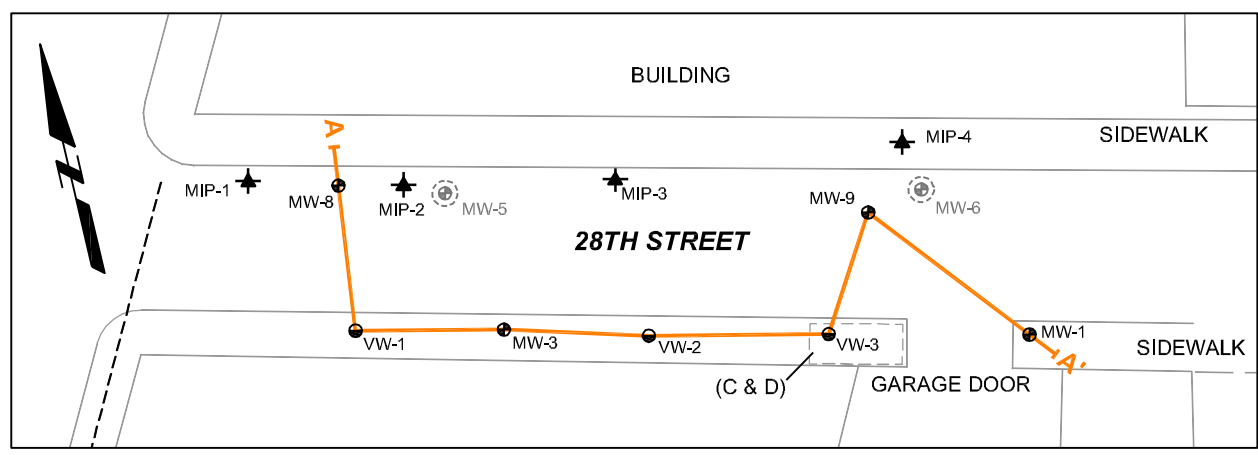 BUILDING
A
MIP-4
SIDEWALK
MIP-1
MW-8
MIP-2
MW-5
MIP-3
MW-9
MW-6
28TH STREET
VW-1
MW-3
VW-2
VW-3
MW-1
SIDEWALK
A'
(C & D)
GARAGE DOOR
N